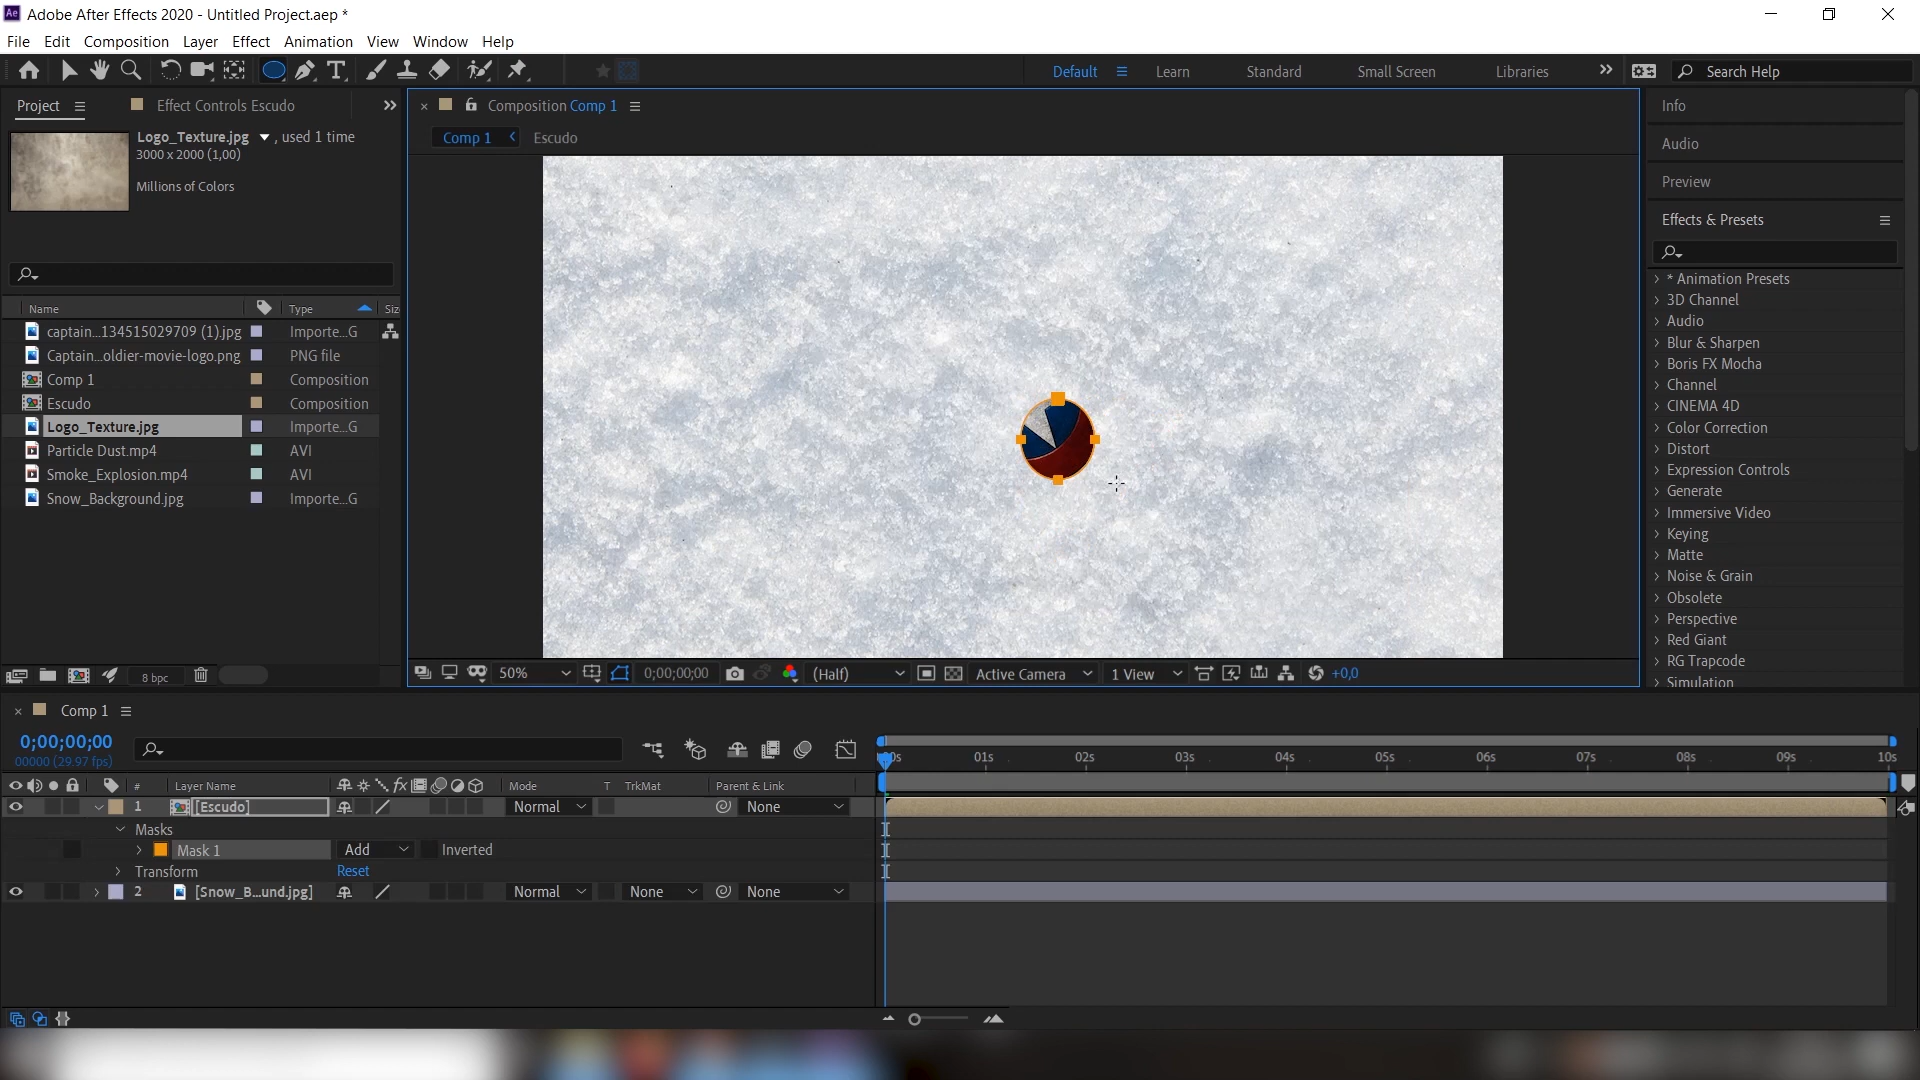 Ae Adobe After Effects 2020 - Untitled Project.aep *
File Edit Composition Layer Effect Animation View Window Help
T Default Learn Standard Small Screen Libraries Search Help
Project Effect Controls Escudo
Logo_Texture.jpg , used 1 time
3000 x 2000 (1,00)
Millions of Colors
Name Type Siz
captain...134515029709 (1).jpg Importe...G
Captain...oldier-movie-logo.png PNG file
Comp 1 Composition
Escudo Composition
Logo_Texture.jpg Importe...G
Particle Dust.mp4 AVI
Smoke_Explosion.mp4 AVI
Snow_Background.jpg Importe...G
8 bpc
× Composition Comp 1
Comp 1 Escudo
50% 0;00;00;00 (Half) Active Camera 1 View +0,0
Info
Audio
Preview
Effects & Presets
* Animation Presets
3D Channel
Audio
Blur & Sharpen
Boris FX Mocha
Channel
CINEMA 4D
Color Correction
Distort
Expression Controls
Generate
Immersive Video
Keying
Matte
Noise & Grain
Obsolete
Perspective
Red Giant
RG Trapcode
Simulation
× Comp 1
0;00;00;00
00000 (29.97 fps)
00s 01s 02s 03s 04s 05s 06s 07s 08s 09s 10s
# Layer Name fx Mode T TrkMat Parent & Link
1 [Escudo] Normal None
Masks
Mask 1 Add Inverted
Transform Reset
2 [Snow_B...und.jpg] Normal None None